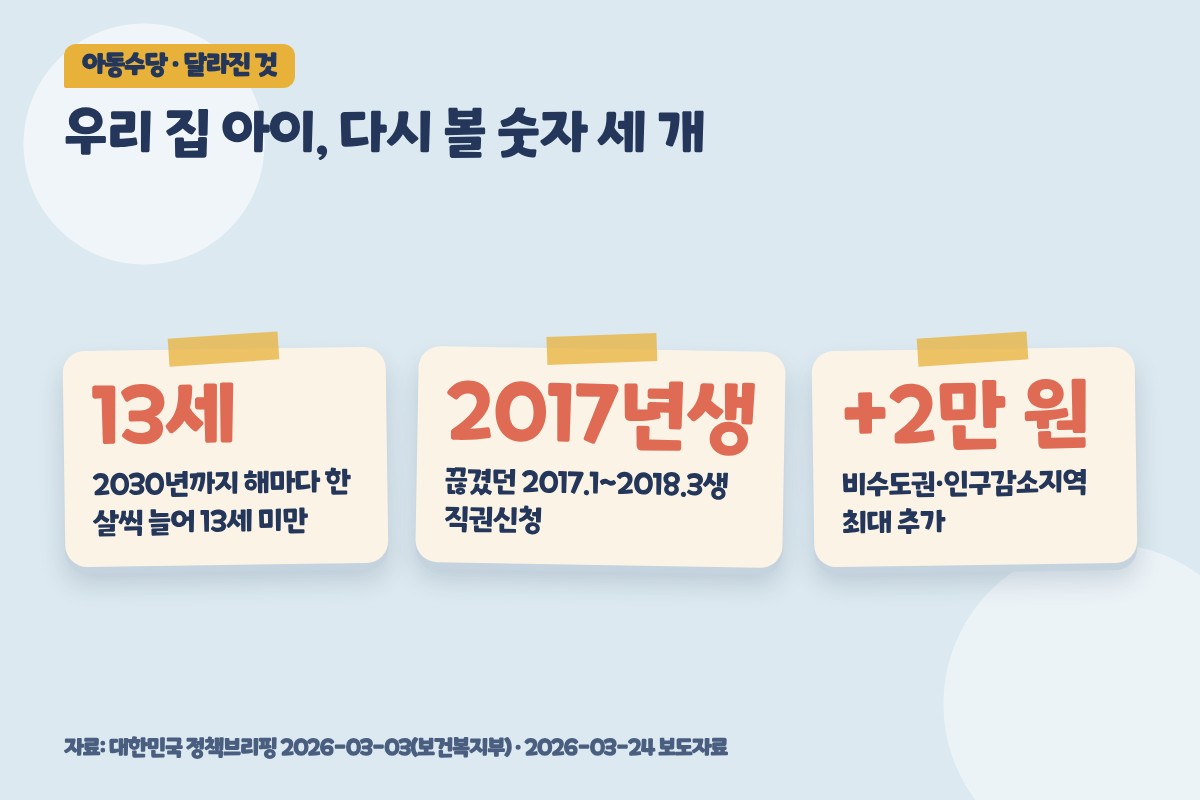 아동수당 · 달라진 것
우리 집 아이, 다시 볼 숫자 세 개
13세
2030년까지 해마다 한
살씩 늘어 13세 미만
2017년생
끊겼던 2017.1~2018.3생
직권신청
+2만 원
비수도권·인구감소지역
최대 추가
자료: 대한민국 정책브리핑 2026-03-03(보건복지부) · 2026-03-24 보도자료